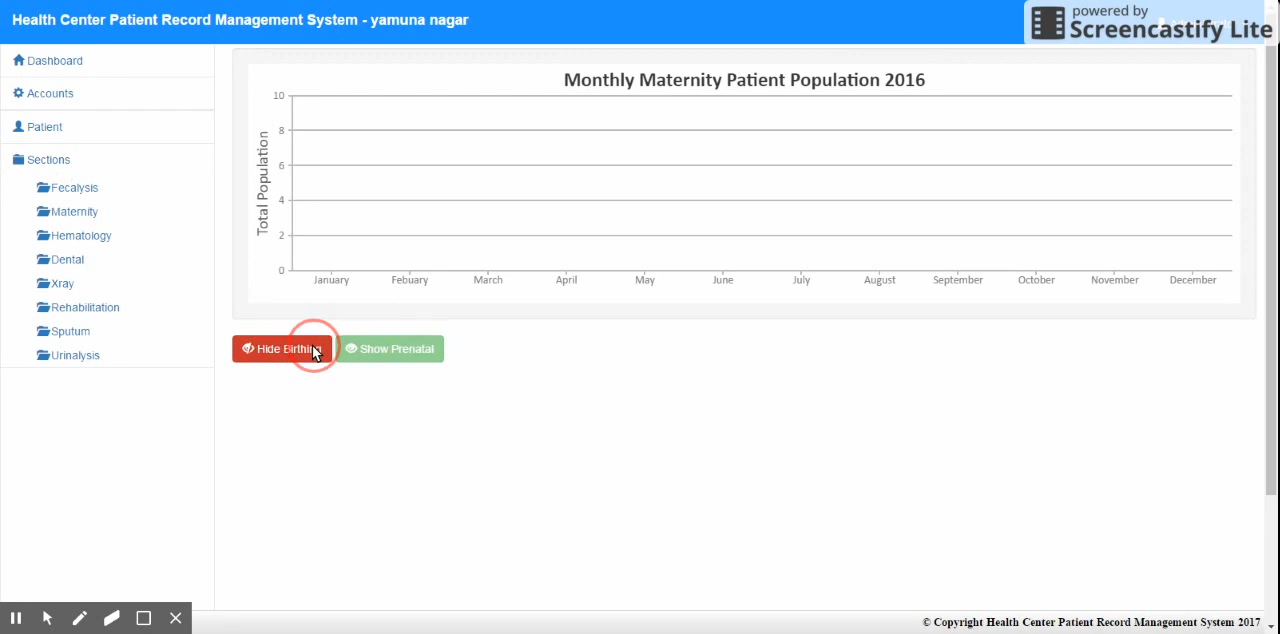 Health Center Patient Record Management System - yamuna nagar
powered by
Screencastify Lite
Dashboard
Accounts
Patient
Sections
Fecalysis
Maternity
Hematology
Dental
Xray
Rehabilitation
Sputum
Urinalysis
Monthly Maternity Patient Population 2016
Total Population
10
8
6
4
2
0
January Febuary March April May June July August September October November December
Hide Birthing Show Prenatal
© Copyright Health Center Patient Record Management System 2017